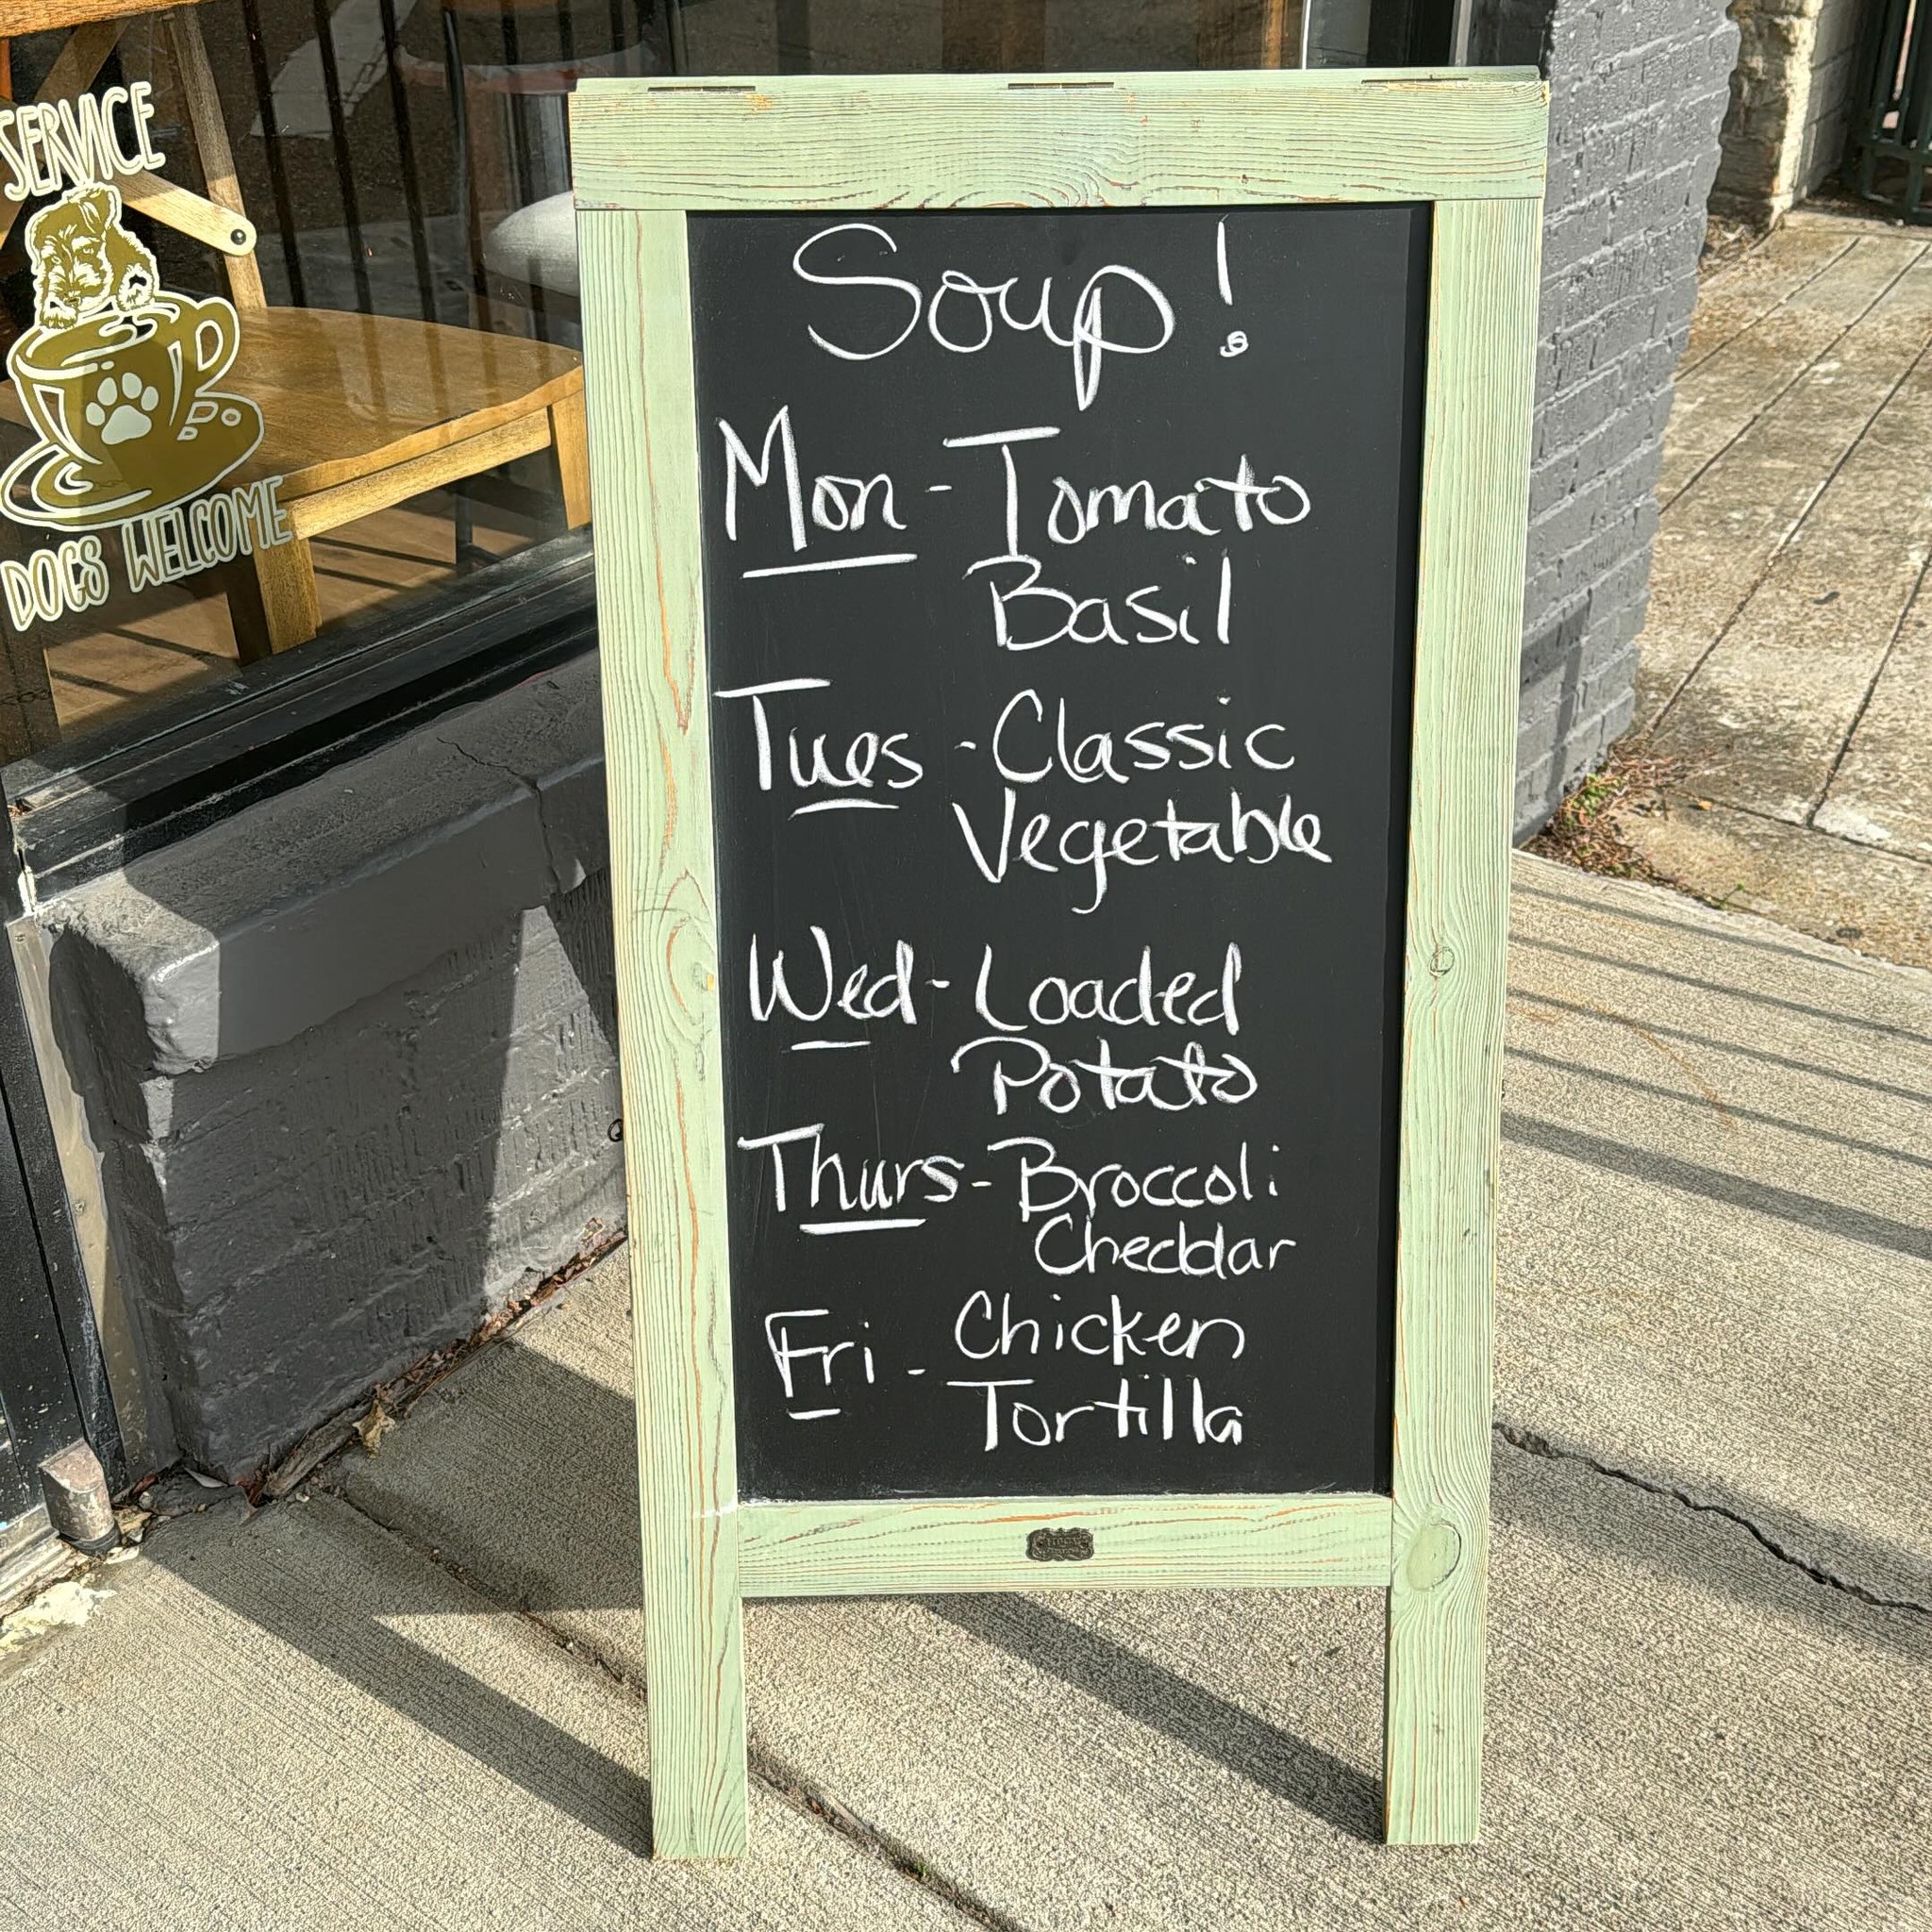 SERVICE
DOGS WELCOME
Soup!
Mon - Tomato
Basil
Tues - Classic
Vegetable
Wed - Loaded
Potato
Thurs - Broccoli
Cheddar
Fri - Chicken
Tortilla